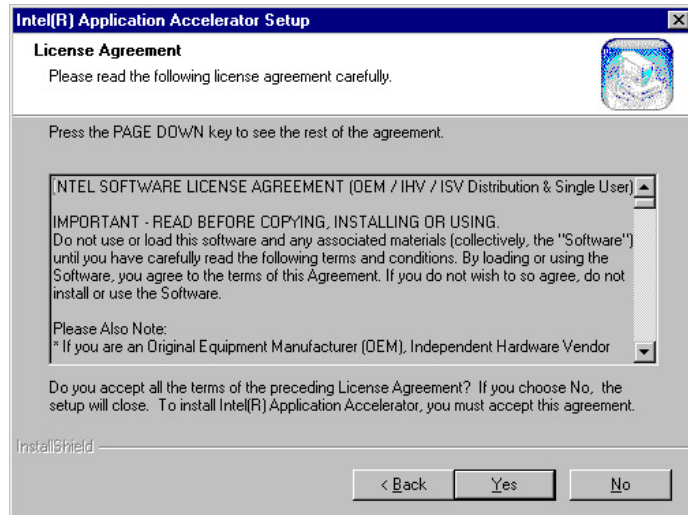 Intel(R) Application Accelerator Setup
License Agreement
Please read the following license agreement carefully.
Press the PAGE DOWN key to see the rest of the agreement.
INTEL SOFTWARE LICENSE AGREEMENT (OEM / IHV / ISV Distribution & Single User)
IMPORTANT - READ BEFORE COPYING, INSTALLING OR USING.
Do not use or load this software and any associated materials (collectively, the "Software")
until you have carefully read the following terms and conditions. By loading or using the
Software, you agree to the terms of this Agreement. If you do not wish to so agree, do not
install or use the Software.
Please Also Note:
* If you are an Original Equipment Manufacturer (OEM), Independent Hardware Vendor
Do you accept all the terms of the preceding License Agreement? If you choose No, the
setup will close. To install Intel(R) Application Accelerator, you must accept this agreement.
InstallShield
< Back Yes No